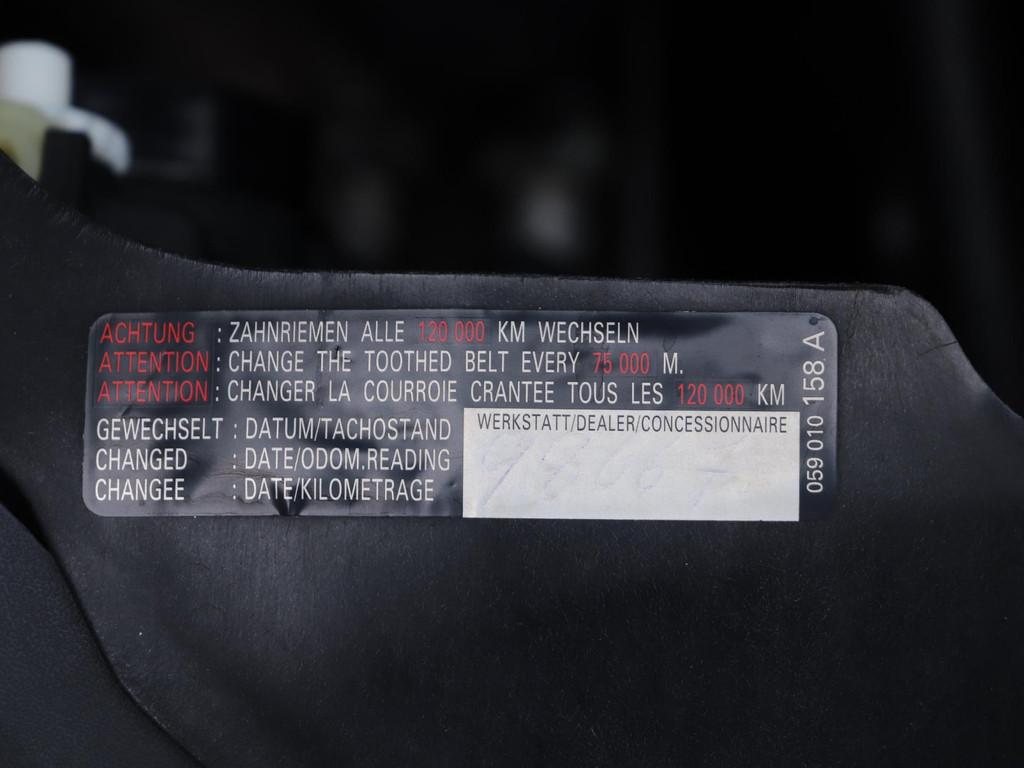 ACHTUNG : ZAHNRIEMEN ALLE 120 000 KM WECHSELN
ATTENTION : CHANGE THE TOOTHED BELT EVERY 75 000 M.
ATTENTION : CHANGER LA COURROIE CRANTEE TOUS LES 120 000 KM
WERKSTATT/DEALER/CONCESSIONNAIRE
GEWECHSELT : DATUM/TACHOSTAND
CHANGED : DATE/ODOM.READING
CHANGEE : DATE/KILOMETRAGE
059 010 158 A